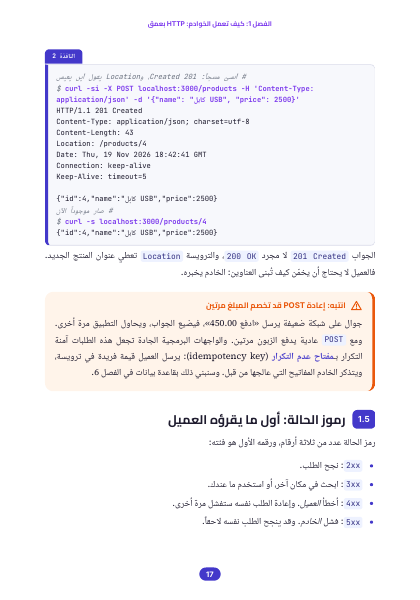 الفصل 1: كيف تعمل الخوادم: HTTP بعمق
النافذة 2
# أنشئ منتجاً: 201 Created، وLocation يقول أين يعيش
$ curl -si -X POST localhost:3000/products -H 'Content-Type:
application/json' -d '{"name": "كابل USB", "price": 2500}'
HTTP/1.1 201 Created
Content-Type: application/json; charset=utf-8
Content-Length: 43
Location: /products/4
Date: Thu, 19 Nov 2026 18:42:41 GMT
Connection: keep-alive
Keep-Alive: timeout=5
{"id":4,"name":"كابل USB","price":2500}
# صار موجوداً الآن
$ curl -s localhost:3000/products/4
{"id":4,"name":"كابل USB","price":2500}
الجواب 201 Created لا مجرد 200 OK، والترويسة Location تعطي عنوان المنتج الجديد.
فالعميل لا يحتاج أن يخمّن كيف تُبنى العناوين: الخادم يخبره.
انتبه: إعادة POST قد تخصم المبلغ مرتين
جوال على شبكة ضعيفة يرسل «ادفع 450.00»، فيضيع الجواب، ويحاول التطبيق مرة أخرى.
ومع POST عادية يدفع الزبون مرتين. والواجهات البرمجية الجادة تجعل هذه الطلبات آمنة
التكرار بـمفتاح عدم التكرار (idempotency key): يرسل العميل قيمة فريدة في ترويسة،
ويتذكر الخادم المفاتيح التي عالجها من قبل. وستبني ذلك بقاعدة بيانات في الفصل 6.
1.5 رموز الحالة: أول ما يقرؤه العميل
رمز الحالة عدد من ثلاثة أرقام، ورقمه الأول هو فئته:
• 2xx: نجح الطلب.
• 3xx: ابحث في مكان آخر، أو استخدم ما عندك.
• 4xx: أخطأ العميل. وإعادة الطلب نفسه ستفشل مرة أخرى.
• 5xx: فشل الخادم. وقد ينجح الطلب نفسه لاحقاً.
17